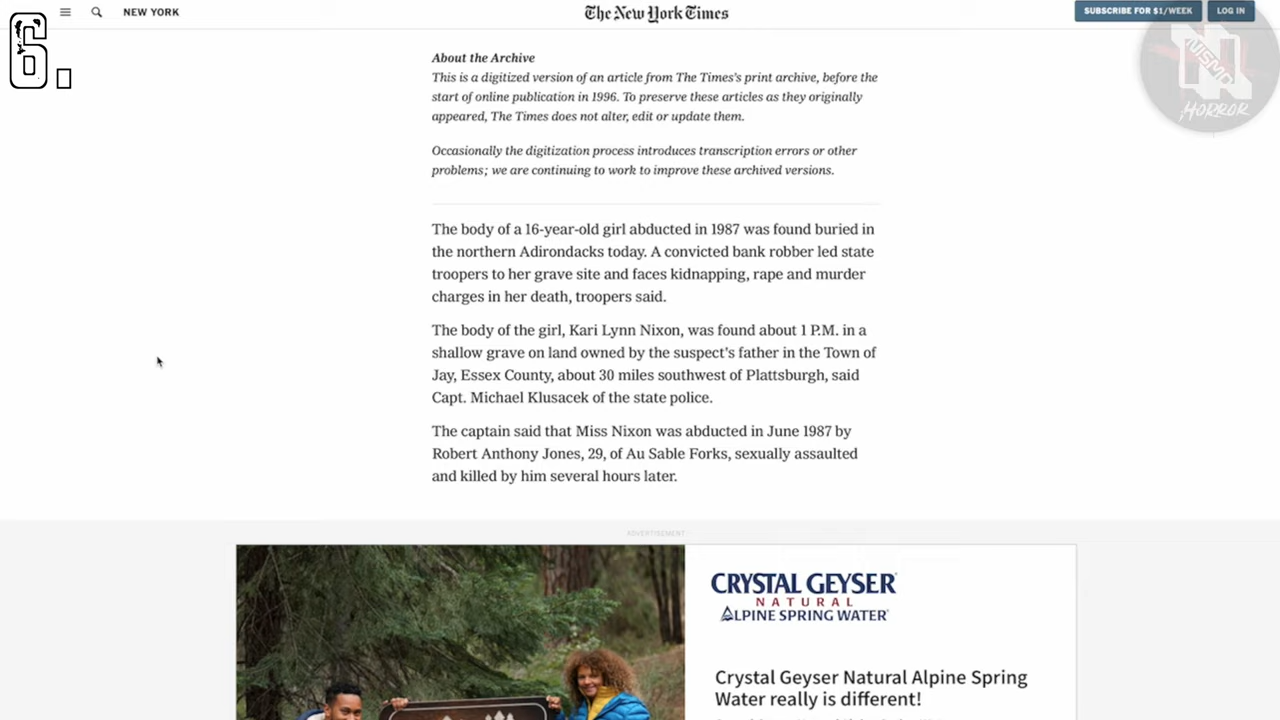 6.
NEW YORK
The New York Times
SUBSCRIBE FOR $1/WEEK
LOG IN
NISMO
HORROR
About the Archive
This is a digitized version of an article from The Times's print archive, before the
start of online publication in 1996. To preserve these articles as they originally
appeared, The Times does not alter, edit or update them.
Occasionally the digitization process introduces transcription errors or other
problems; we are continuing to work to improve these archived versions.
The body of a 16-year-old girl abducted in 1987 was found buried in
the northern Adirondacks today. A convicted bank robber led state
troopers to her grave site and faces kidnapping, rape and murder
charges in her death, troopers said.
The body of the girl, Kari Lynn Nixon, was found about 1 P.M. in a
shallow grave on land owned by the suspect's father in the Town of
Jay, Essex County, about 30 miles southwest of Plattsburgh, said
Capt. Michael Klusacek of the state police.
The captain said that Miss Nixon was abducted in June 1987 by
Robert Anthony Jones, 29, of Au Sable Forks, sexually assaulted
and killed by him several hours later.
ADVERTISEMENT
CRYSTAL GEYSER
NATURAL
ALPINE SPRING WATER
Crystal Geyser Natural Alpine Spring
Water really is different!